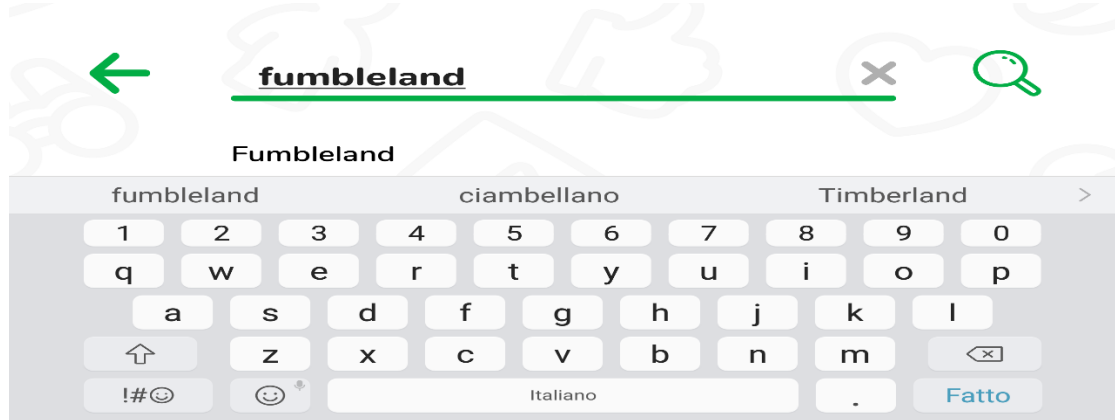 fumbleland
Fumbleland
fumbleland ciambellano Timberland >
1 2 3 4 5 6 7 8 9 0
q w e r t y u i o p
a s d f g h j k l
z x c v b n m
!#☺ Italiano . Fatto